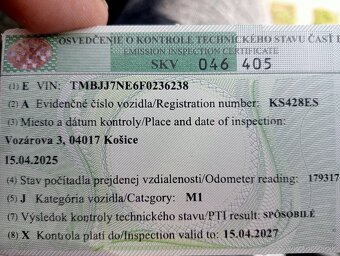 OSVEDČENIE O KONTROLE TECHNICKÉHO STAVU ČASŤ B
EMISSION INSPECTION CERTIFICATE
SKV 046 405
(1) E VIN: TMBJJ7NE6F0236238
(2) A Evidenčné číslo vozidla/Registration number: KS428ES
(3) Miesto a dátum kontroly/Place and date of inspection:
Vozárova 3, 04017 Košice
15.04.2025
(4) Stav počítadla prejdenej vzdialenosti/Odometer reading: 179317
(5) J Kategória vozidla/Category: M1
(7) Výsledok kontroly technického stavu/PTI result: SPÔSOBILÉ
(8) X Kontrola platí do/Inspection valid to: 15.04.2027